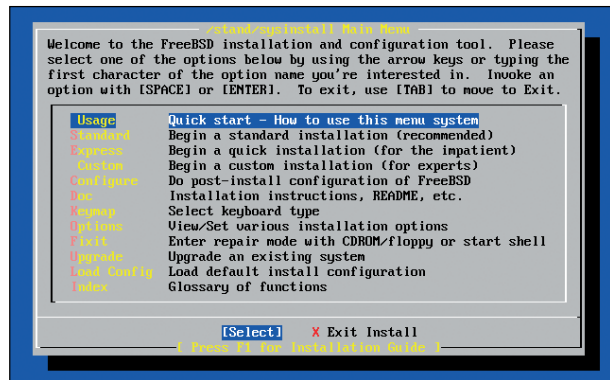 /stand/sysinstall Main Menu
Welcome to the FreeBSD installation and configuration tool. Please
select one of the options below by using the arrow keys or typing the
first character of the option name you're interested in. Invoke an
option with [SPACE] or [ENTER]. To exit, use [TAB] to move to Exit.
Usage Quick start - How to use this menu system
Standard Begin a standard installation (recommended)
Express Begin a quick installation (for the impatient)
Custom Begin a custom installation (for experts)
Configure Do post-install configuration of FreeBSD
Doc Installation instructions, README, etc.
Keymap Select keyboard type
Options View/Set various installation options
Fixit Enter repair mode with CDROM/floppy or start shell
Upgrade Upgrade an existing system
Load Config Load default install configuration
Index Glossary of functions
[Select] X Exit Install
[ Press F1 for Installation Guide ]